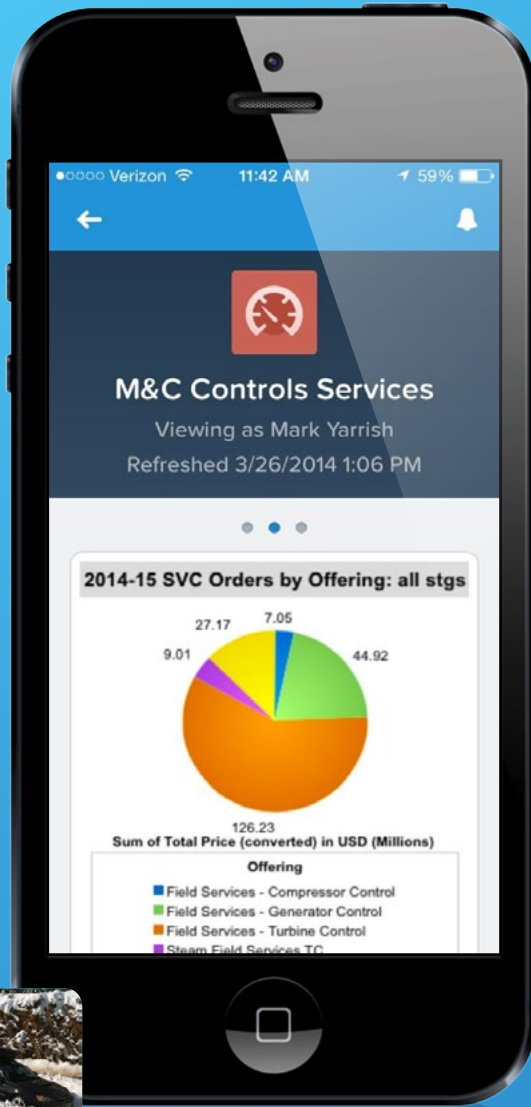 Verizon 11:42 AM 59%
M&C Controls Services
Viewing as Mark Yarrish
Refreshed 3/26/2014 1:06 PM
2014-15 SVC Orders by Offering: all stgs
27.17 7.05
9.01 44.92
126.23
Sum of Total Price (converted) in USD (Millions)
Offering
Field Services - Compressor Control
Field Services - Generator Control
Field Services - Turbine Control
Steam Field Services TC